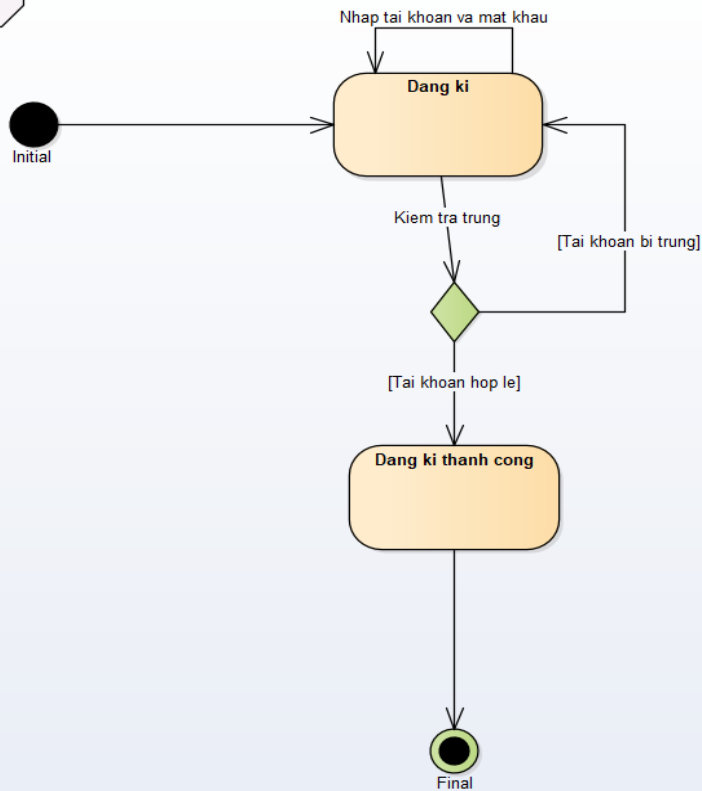 Nhap tai khoan va mat khau
Dang ki
Initial
Kiem tra trung
[Tai khoan bi trung]
[Tai khoan hop le]
Dang ki thanh cong
Final